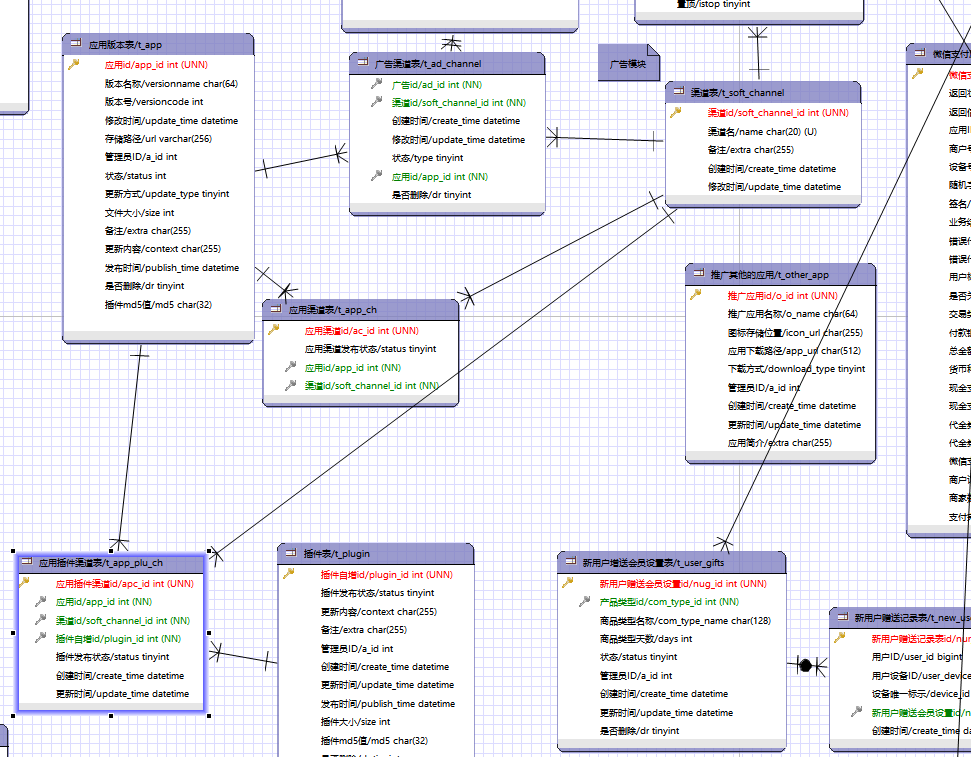 置顶/istop tinyint
应用版本表/t_app
应用id/app_id int (UNN)
版本名称/versionname char(64)
版本号/versioncode int
修改时间/update_time datetime
存储路径/url varchar(256)
管理员ID/a_id int
状态/status int
更新方式/update_type tinyint
文件大小/size int
备注/extra char(255)
更新内容/context char(255)
发布时间/publish_time datetime
是否删除/dr tinyint
插件md5值/md5 char(32)
广告渠道表/t_ad_channel
广告id/ad_id int (NN)
渠道id/soft_channel_id int (NN)
创建时间/create_time datetime
修改时间/update_time datetime
状态/type tinyint
应用id/app_id int (NN)
是否删除/dr tinyint
广告模块
渠道表/t_soft_channel
渠道id/soft_channel_id int (UNN)
渠道名/name char(20) (U)
备注/extra char(255)
创建时间/create_time datetime
修改时间/update_time datetime
应用渠道表/t_app_ch
应用渠道id/ac_id int (UNN)
应用渠道发布状态/status tinyint
应用id/app_id int (NN)
渠道id/soft_channel_id int (NN)
推广其他的应用/t_other_app
推广应用id/o_id int (UNN)
推广应用名称/o_name char(64)
图标存储位置/icon_url char(255)
应用下载路径/app_url char(512)
下载方式/download_type tinyint
管理员ID/a_id int
创建时间/create_time datetime
更新时间/update_time datetime
应用简介/extra char(255)
微信支付
微信支
返回
返回
应用
商户号
设备号
随机
签名/
业务
错误
错误
用户
是否
交易
付款
总金
货币
现金
现金支
代金
代金
微信
商户
商家
支付
应用插件渠道表/t_app_plu_ch
应用插件渠道id/apc_id int (UNN)
应用id/app_id int (NN)
渠道id/soft_channel_id int (NN)
插件自增id/plugin_id int (NN)
插件发布状态/status tinyint
创建时间/create_time datetime
更新时间/update_time datetime
插件表/t_plugin
插件自增id/plugin_id int (UNN)
插件发布状态/status tinyint
更新内容/context char(255)
备注/extra char(255)
管理员ID/a_id int
创建时间/create_time datetime
更新时间/update_time datetime
发布时间/publish_time datetime
插件大小/size int
插件md5值/md5 char(32)
新用户赠送会员设置表/t_user_gifts
新用户赠送会员设置id/nug_id int (UNN)
产品类型id/com_type_id int (NN)
商品类型名称/com_type_name char(128)
商品类型天数/days int
状态/status tinyint
管理员ID/a_id int
创建时间/create_time datetime
更新时间/update_time datetime
是否删除/dr tinyint
新用户赠送记录表/t_new_us
新用户赠送记录表id/nu
用户ID/user_id bigint
用户设备ID/user_device
设备唯一标示/device_id
新用户赠送会员设置id/n
创建时间/create_time da